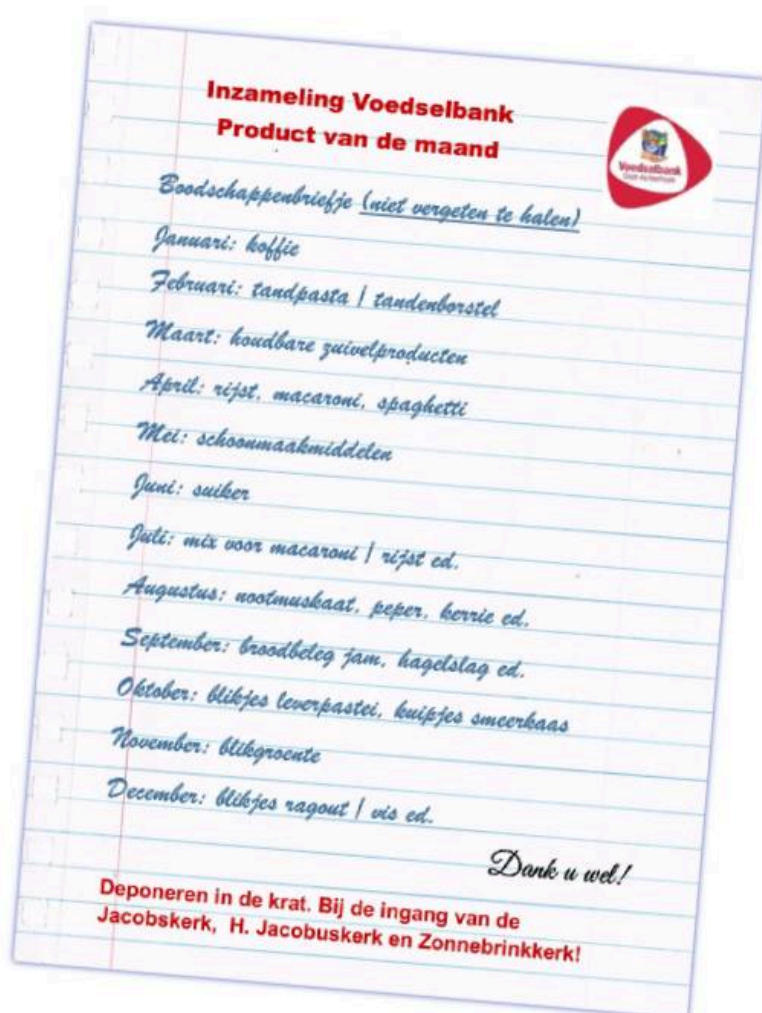 Inzameling Voedselbank
Product van de maand
Voedselbank
Oost-Achterhoek
Boodschappenbriefje (niet vergeten te halen)
Januari: koffie
Februari: tandpasta / tandenborstel
Maart: houdbare zuivelproducten
April: rijst, macaroni, spaghetti
Mei: schoonmaakmiddelen
Juni: suiker
Juli: mix voor macaroni / rijst ed.
Augustus: nootmuskaat, peper, kerrie ed.
September: broodbeleg jam, hagelslag ed.
Oktober: blikjes leverpastei, kuipjes smeerkaas
November: blikgroente
December: blikjes ragout / vis ed.
Dank u wel!
Deponeren in de krat. Bij de ingang van de
Jacobskerk, H. Jacobuskerk en Zonnebrinkkerk!